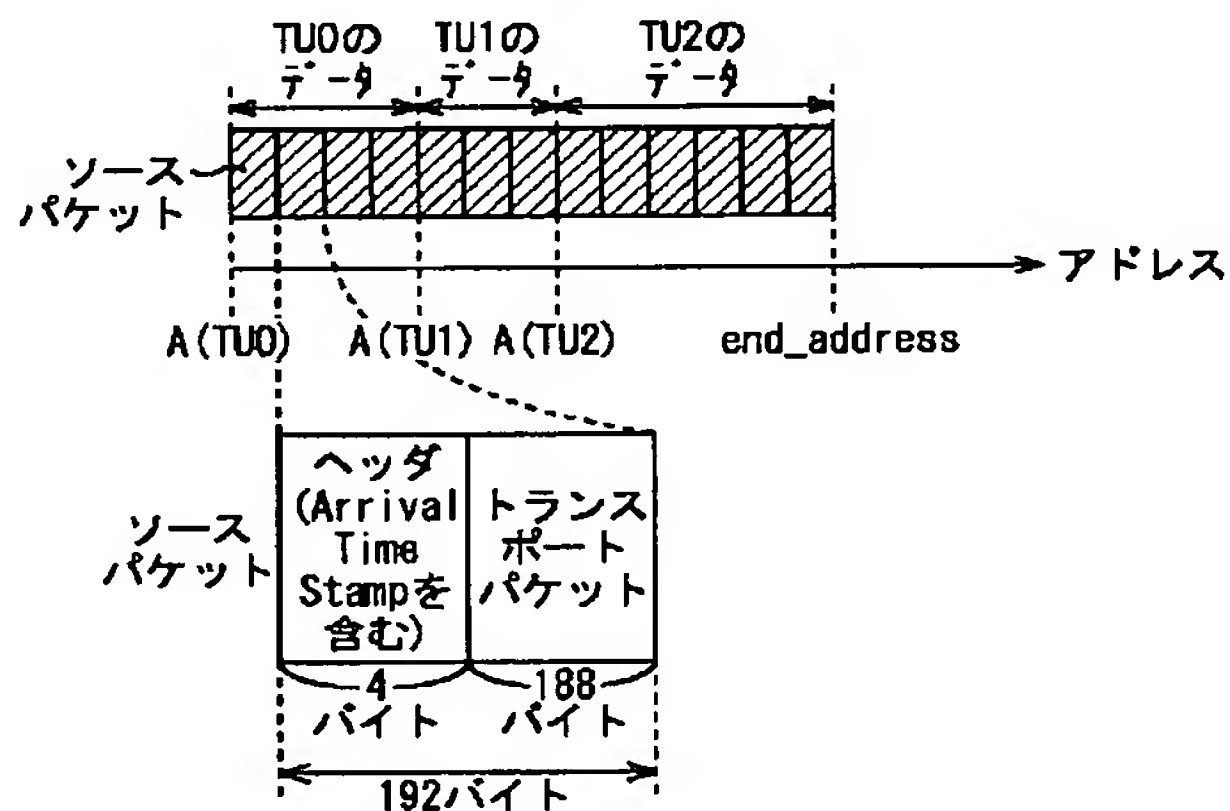 TU0の TU1の TU2の
データ データ データ
ソース
パケット
アドレス
A(TU0) A(TU1) A(TU2) end_address
ヘッダ
(Arrival
Time
Stampを
含む)
トランス
ポート
パケット
ソース
パケット
4
バイト
188
バイト
192バイト